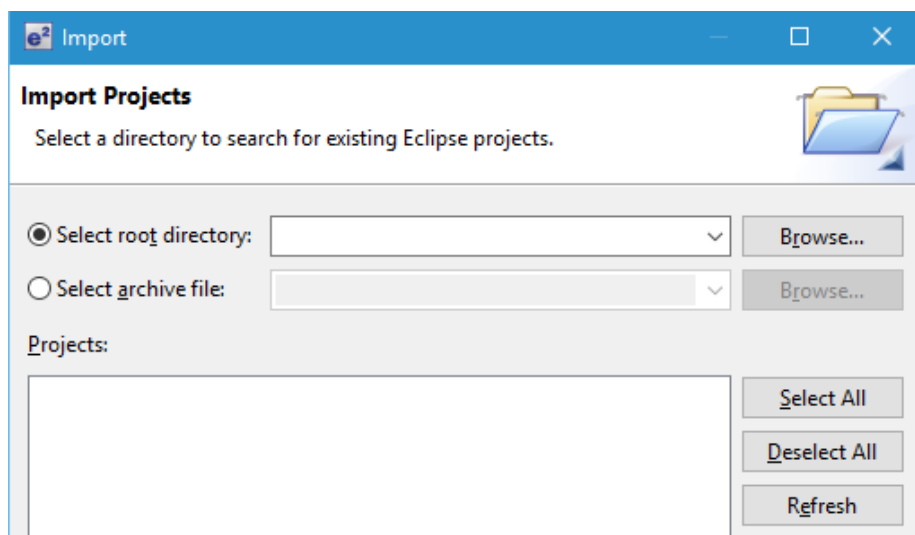 e² Import
Import Projects
Select a directory to search for existing Eclipse projects.
Select root directory:
Browse...
Select archive file:
Browse...
Projects:
Select All
Deselect All
Refresh